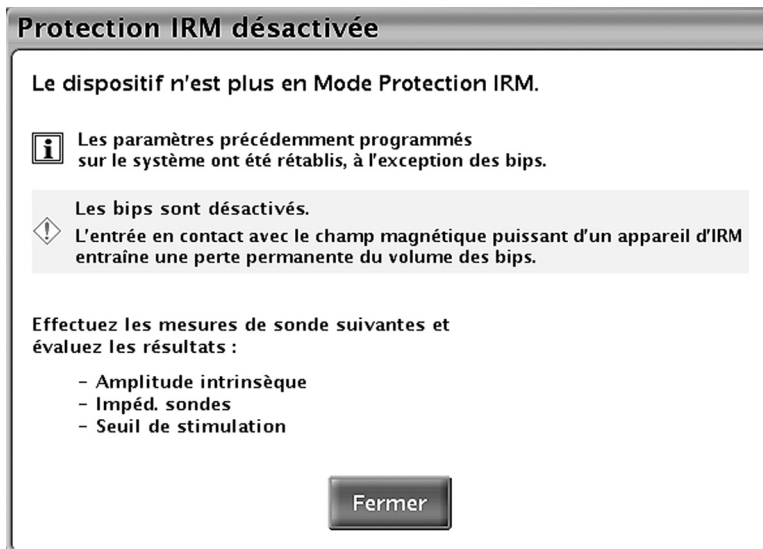 Protection IRM désactivée
Le dispositif n'est plus en Mode Protection IRM.
Les paramètres précédemment programmés
sur le système ont été rétablis, à l'exception des bips.
Les bips sont désactivés.
L'entrée en contact avec le champ magnétique puissant d'un appareil d'IRM
entraîne une perte permanente du volume des bips.
Effectuez les mesures de sonde suivantes et
évaluez les résultats :
– Amplitude intrinsèque
– Impéd. sondes
– Seuil de stimulation
Fermer